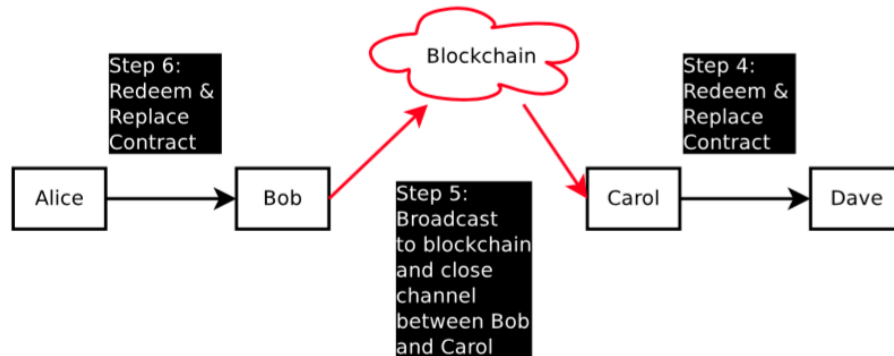 Blockchain
Step 6:
Redeem &
Replace
Contract
Step 4:
Redeem &
Replace
Contract
Alice
Bob
Carol
Dave
Step 5:
Broadcast
to blockchain
and close
channel
between Bob
and Carol